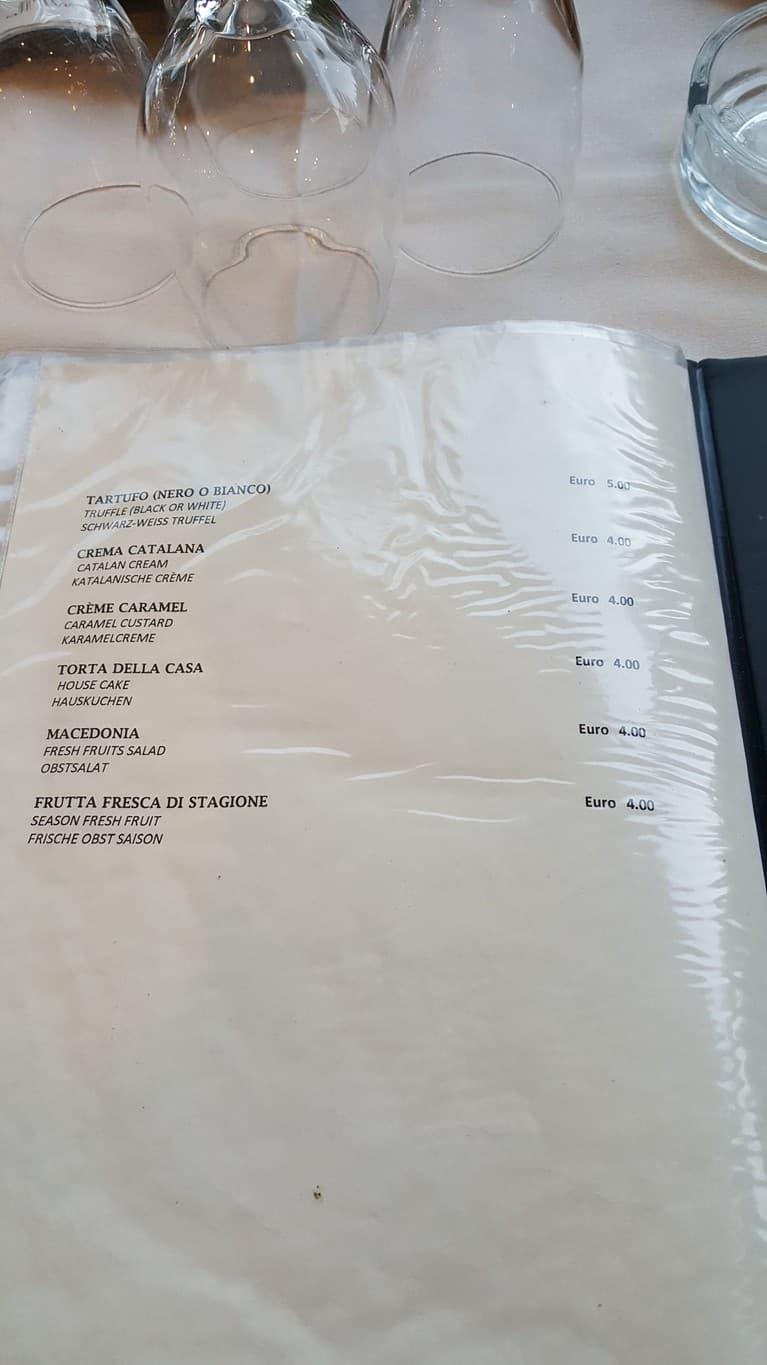 TARTUFO (NERO O BIANCO) Euro 5.00
TRUFFLE (BLACK OR WHITE)
SCHWARZ-WEISS TRUFFEL
CREMA CATALANA Euro 4.00
CATALAN CREAM
KATALANISCHE CRÈME
CRÈME CARAMEL Euro 4.00
CARAMEL CUSTARD
KARAMELCREME
TORTA DELLA CASA Euro 4.00
HOUSE CAKE
HAUSKUCHEN
MACEDONIA Euro 4.00
FRESH FRUITS SALAD
OBSTSALAT
FRUTTA FRESCA DI STAGIONE Euro 4.00
SEASON FRESH FRUIT
FRISCHE OBST SAISON